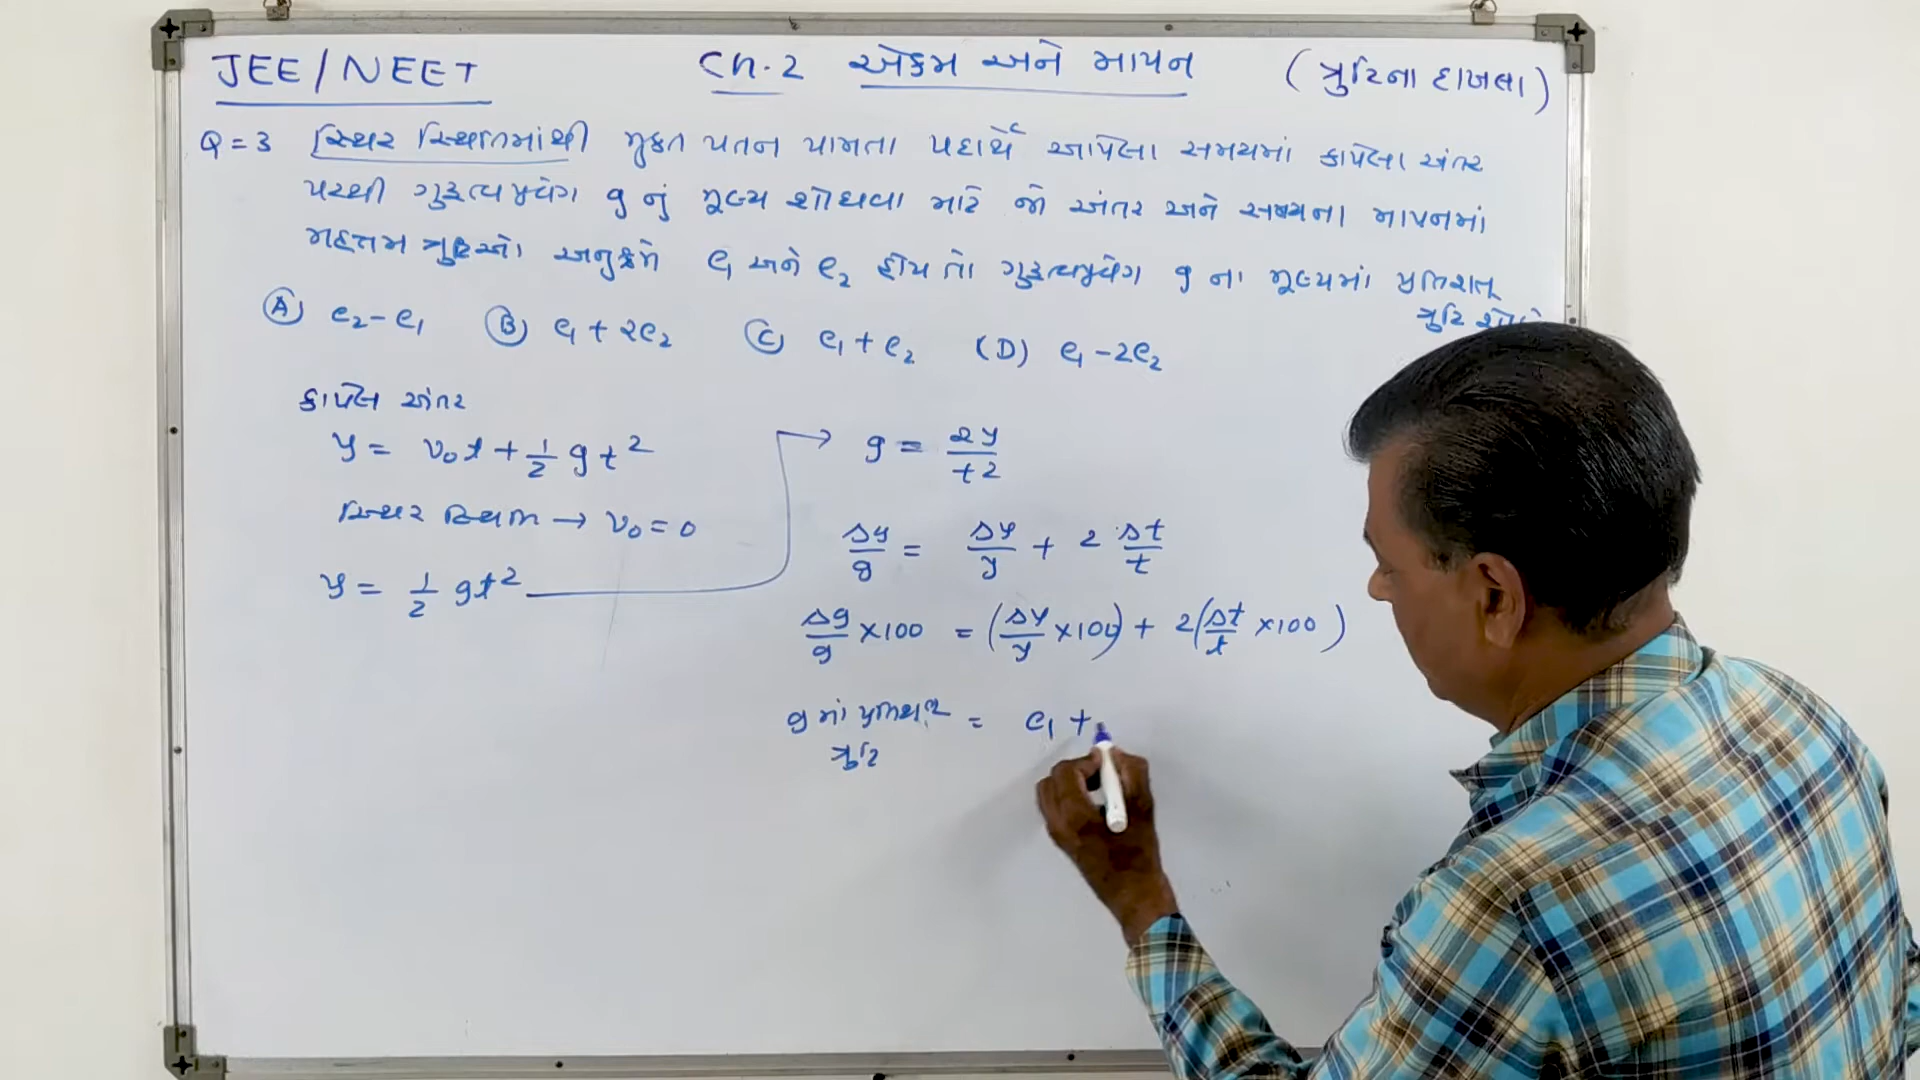 JEE/NEET Ch. 2 એકમ અને માપન (ત્રુટિના દાખલા)
Q=3 સ્થિર સ્થિતિમાંથી મુક્ત પતન પામતા પદાર્થે આપેલા સમયમાં કાપેલા અંતર
પરથી ગુરૂત્વપ્રવેગ g નું મૂલ્ય શોધવા માટે જો અંતર અને સમયના માપનમાં
મહત્તમ ત્રુટિઓ અનુક્રમે e₁ અને e₂ હોય તો ગુરૂત્વપ્રવેગ g ના મૂલ્યમાં પ્રતિશત્
ત્રુટિ
(A) e₂ - e₁ (B) e₁ + 2e₂ (C) e₁ + e₂ (D) e₁ - 2e₂
કાપેલ અંતર
y = v₀t + 1/2 gt²
સ્થિર સ્થિતિ → v₀ = 0
y = 1/2 gt²
→ g = 2y/t²
Δg/g = Δy/y + 2 Δt/t
Δg/g ×100 = (Δy/y ×100) + 2(Δt/t ×100)
g માં પ્રતિશત = e₁ +
ત્રુટિ